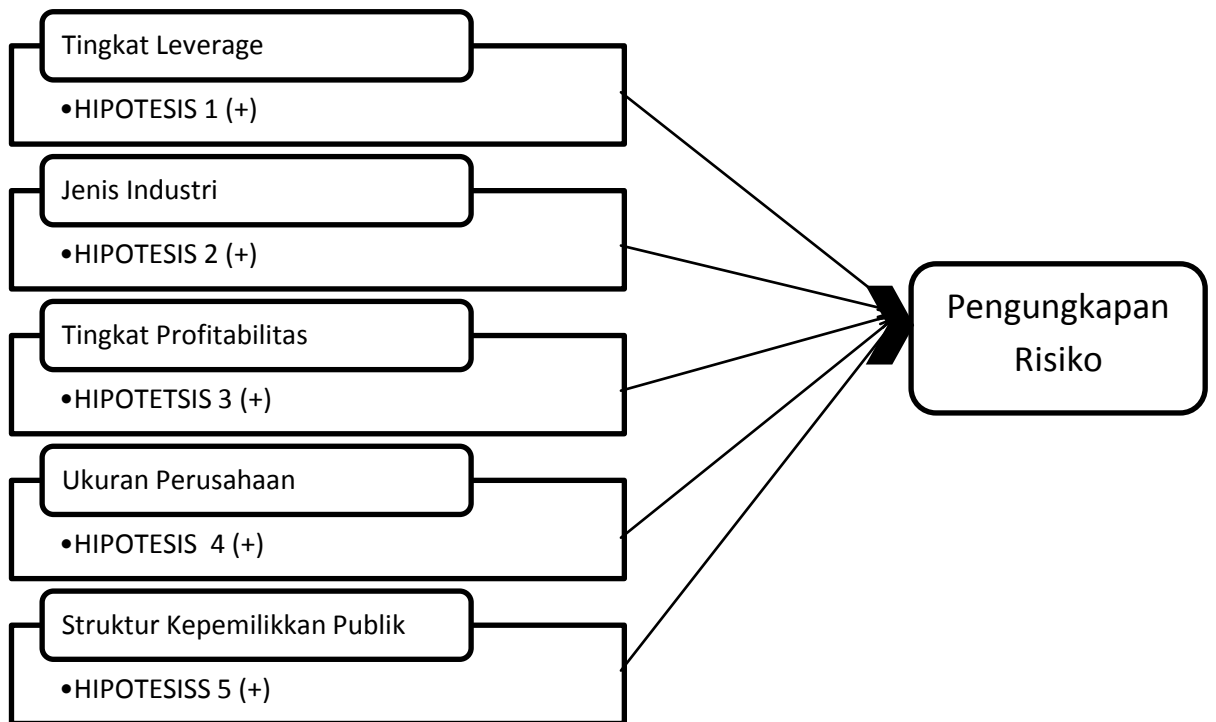 Tingkat Leverage
•HIPOTESIS 1 (+)
Jenis Industri
•HIPOTESIS 2 (+)
Tingkat Profitabilitas
•HIPOTETSIS 3 (+)
Ukuran Perusahaan
•HIPOTESIS  4 (+)
Struktur Kepemilikkan Publik
•HIPOTESISS 5 (+)
Pengungkapan
Risiko